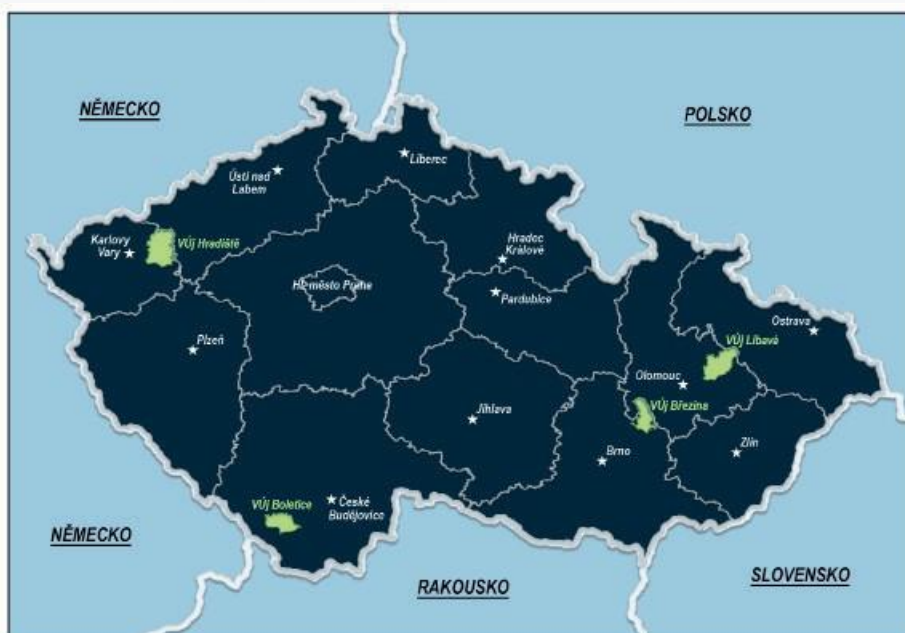 NĚMECKO
POLSKO
Liberec
Ústí nad
Labem
Karlovy
Vary
VÚj Hradiště
Hradec
Králové
Hl. město Praha
Pardubice
Ostrava
Plzeň
VÚj Libavá
Olomouc
VÚj Březina
Jihlava
Brno
Zlín
VÚj Boletice
České
Budějovice
NĚMECKO
RAKOUSKO
SLOVENSKO